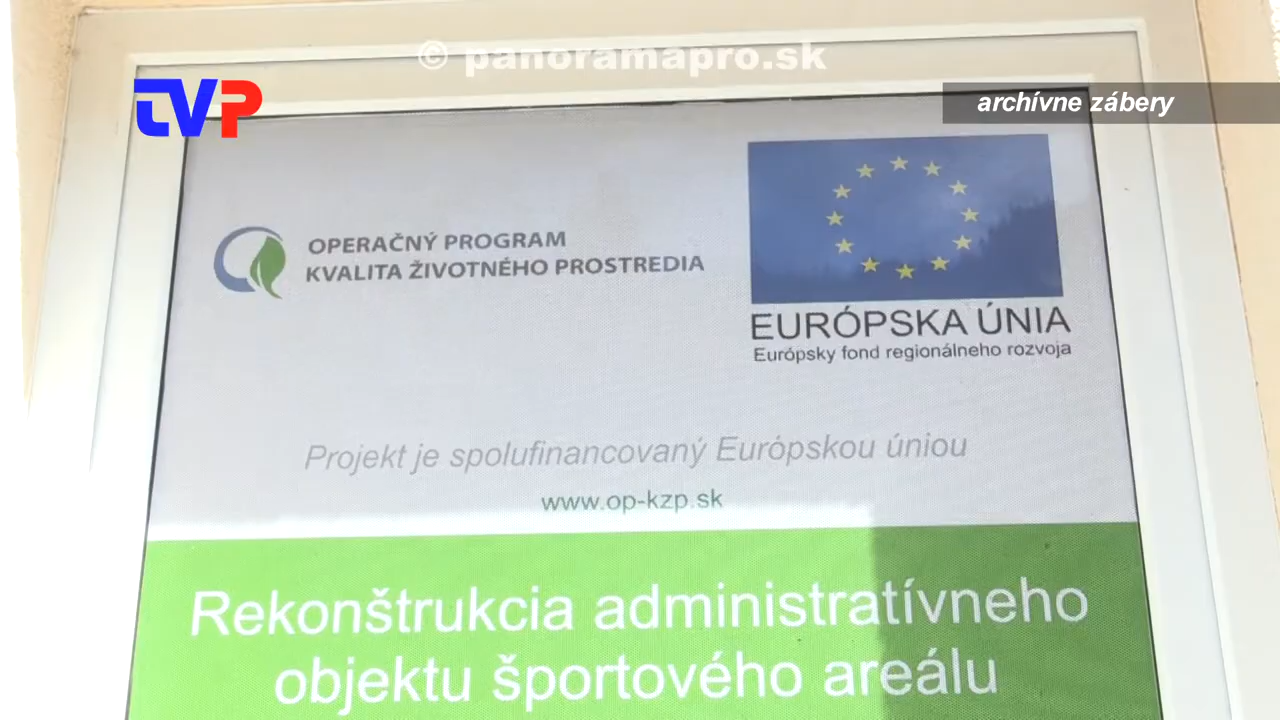 © panoramapro.sk
TVP
archívne zábery
OPERAČNÝ PROGRAM
KVALITA ŽIVOTNÉHO PROSTREDIA
EURÓPSKA ÚNIA
Európsky fond regionálneho rozvoja
Projekt je spolufinancovaný Európskou úniou
www.op-kzp.sk
Rekonštrukcia administratívneho
objektu športového areálu